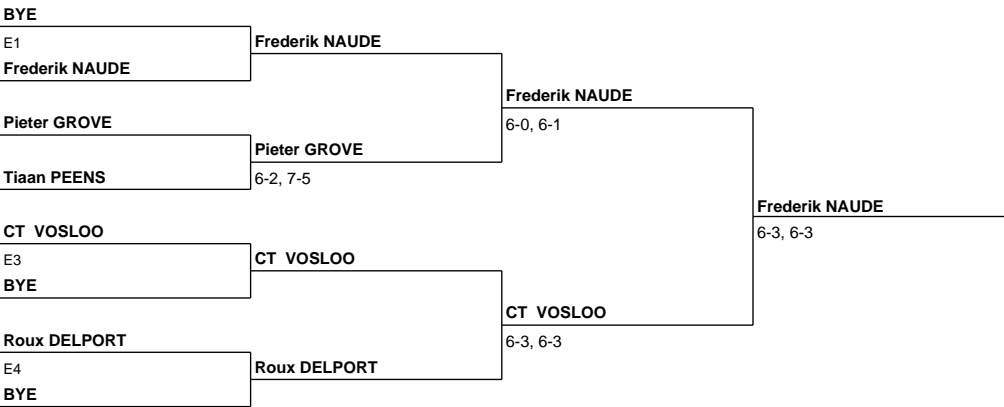 BYE
E1
Frederik NAUDE
Frederik NAUDE
Frederik NAUDE
6-0, 6-1
Pieter GROVE
Pieter GROVE
Tiaan PEENS
6-2, 7-5
Frederik NAUDE
6-3, 6-3
CT VOSLOO
E3
CT VOSLOO
BYE
CT VOSLOO
6-3, 6-3
Roux DELPORT
E4
Roux DELPORT
BYE